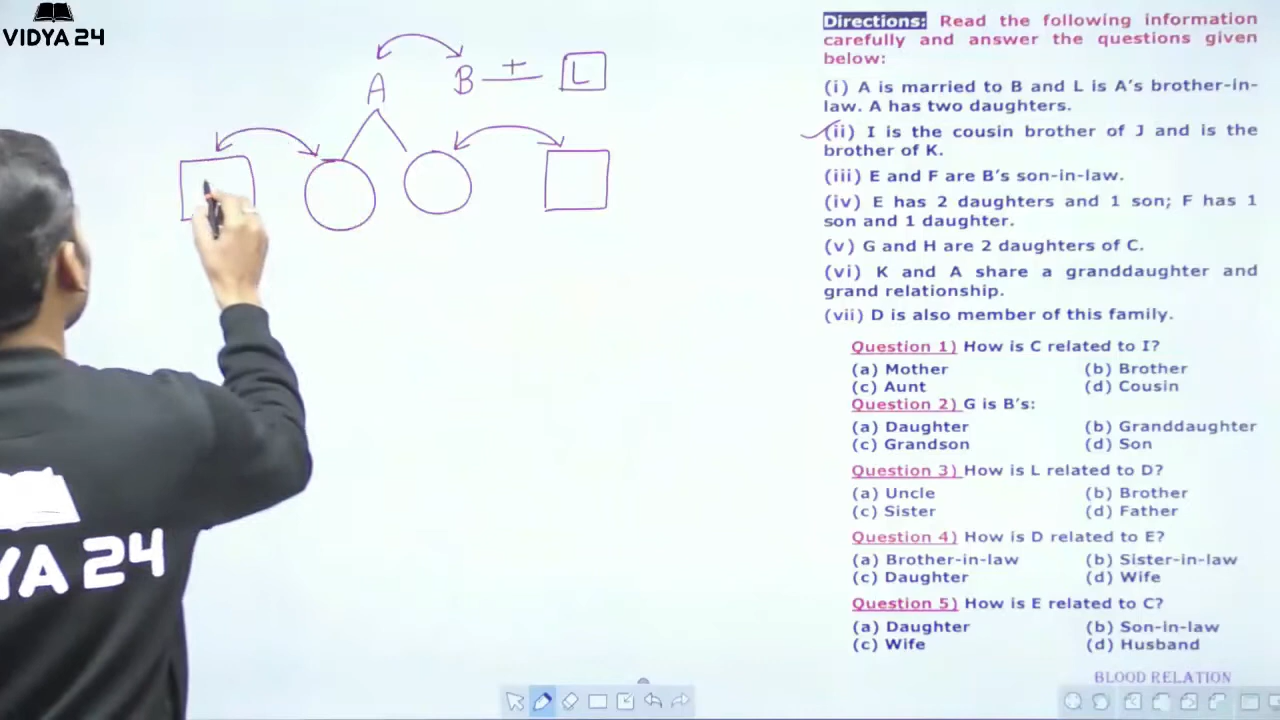 VIDYA 24
A
B + L
YA 24
Directions: Read the following information
carefully and answer the questions given
below:
(i) A is married to B and L is A's brother-in-
law. A has two daughters.
(ii) I is the cousin brother of J and is the
brother of K.
(iii) E and F are B's son-in-law.
(iv) E has 2 daughters and 1 son; F has 1
son and 1 daughter.
(v) G and H are 2 daughters of C.
(vi) K and A share a granddaughter and
grand relationship.
(vii) D is also member of this family.
Question 1) How is C related to I?
(a) Mother (b) Brother
(c) Aunt (d) Cousin
Question 2) G is B's:
(a) Daughter (b) Granddaughter
(c) Grandson (d) Son
Question 3) How is L related to D?
(a) Uncle (b) Brother
(c) Sister (d) Father
Question 4) How is D related to E?
(a) Brother-in-law (b) Sister-in-law
(c) Daughter (d) Wife
Question 5) How is E related to C?
(a) Daughter (b) Son-in-law
(c) Wife (d) Husband
BLOOD RELATION